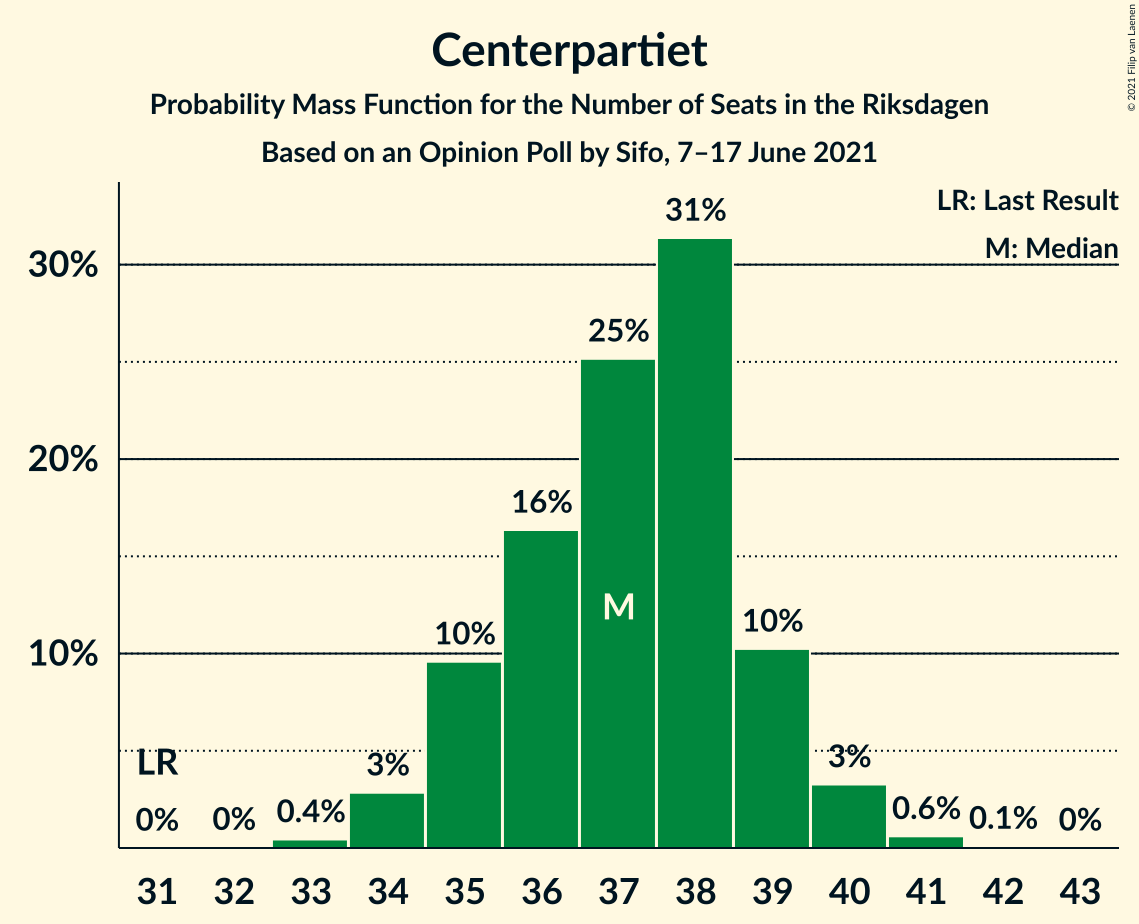 Centerpartiet
Probability Mass Function for the Number of Seats in the Riksdagen
Based on an Opinion Poll by Sifo, 7–17 June 2021
© 2021 Filip van Laenen
LR: Last Result
M: Median
30%
20%
10%
LR
0%
0%
0.4%
3%
10%
16%
25%
M
31%
10%
3%
0.6%
0.1%
0%
31 32 33 34 35 36 37 38 39 40 41 42 43